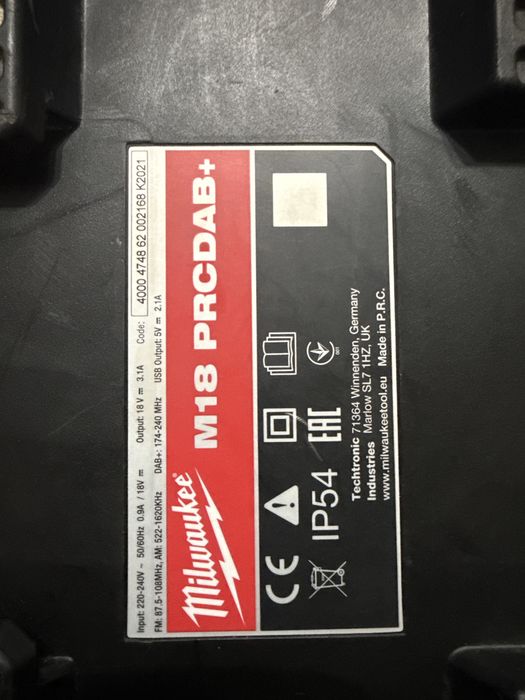 Input: 220-240V ~ 50/60Hz 0.9A / 18V ⎓ Output: 18 V ⎓ 3.1A Code: 4000 4748 62 002168 K2021
FM: 87.5-108MHz, AM: 522-1620KHz DAB+: 174-240 MHz USB Output: 5V ⎓ 2.1A
Milwaukee® M18 PRCDAB+
CE
IP54 EAC 001
Techtronic 71364 Winnenden, Germany
Industries Marlow SL7 1HZ, UK
www.milwaukeetool.eu Made in P.R.C.